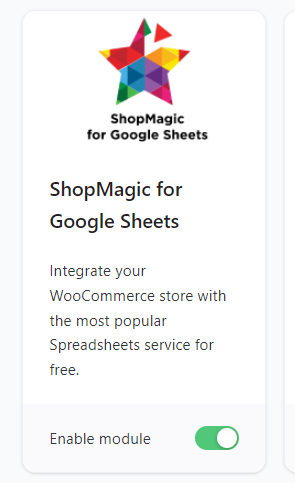 ShopMagic
for Google Sheets
ShopMagic for
Google Sheets
Integrate your
WooCommerce store with
the most popular
Spreadsheets service for
free.
Enable module